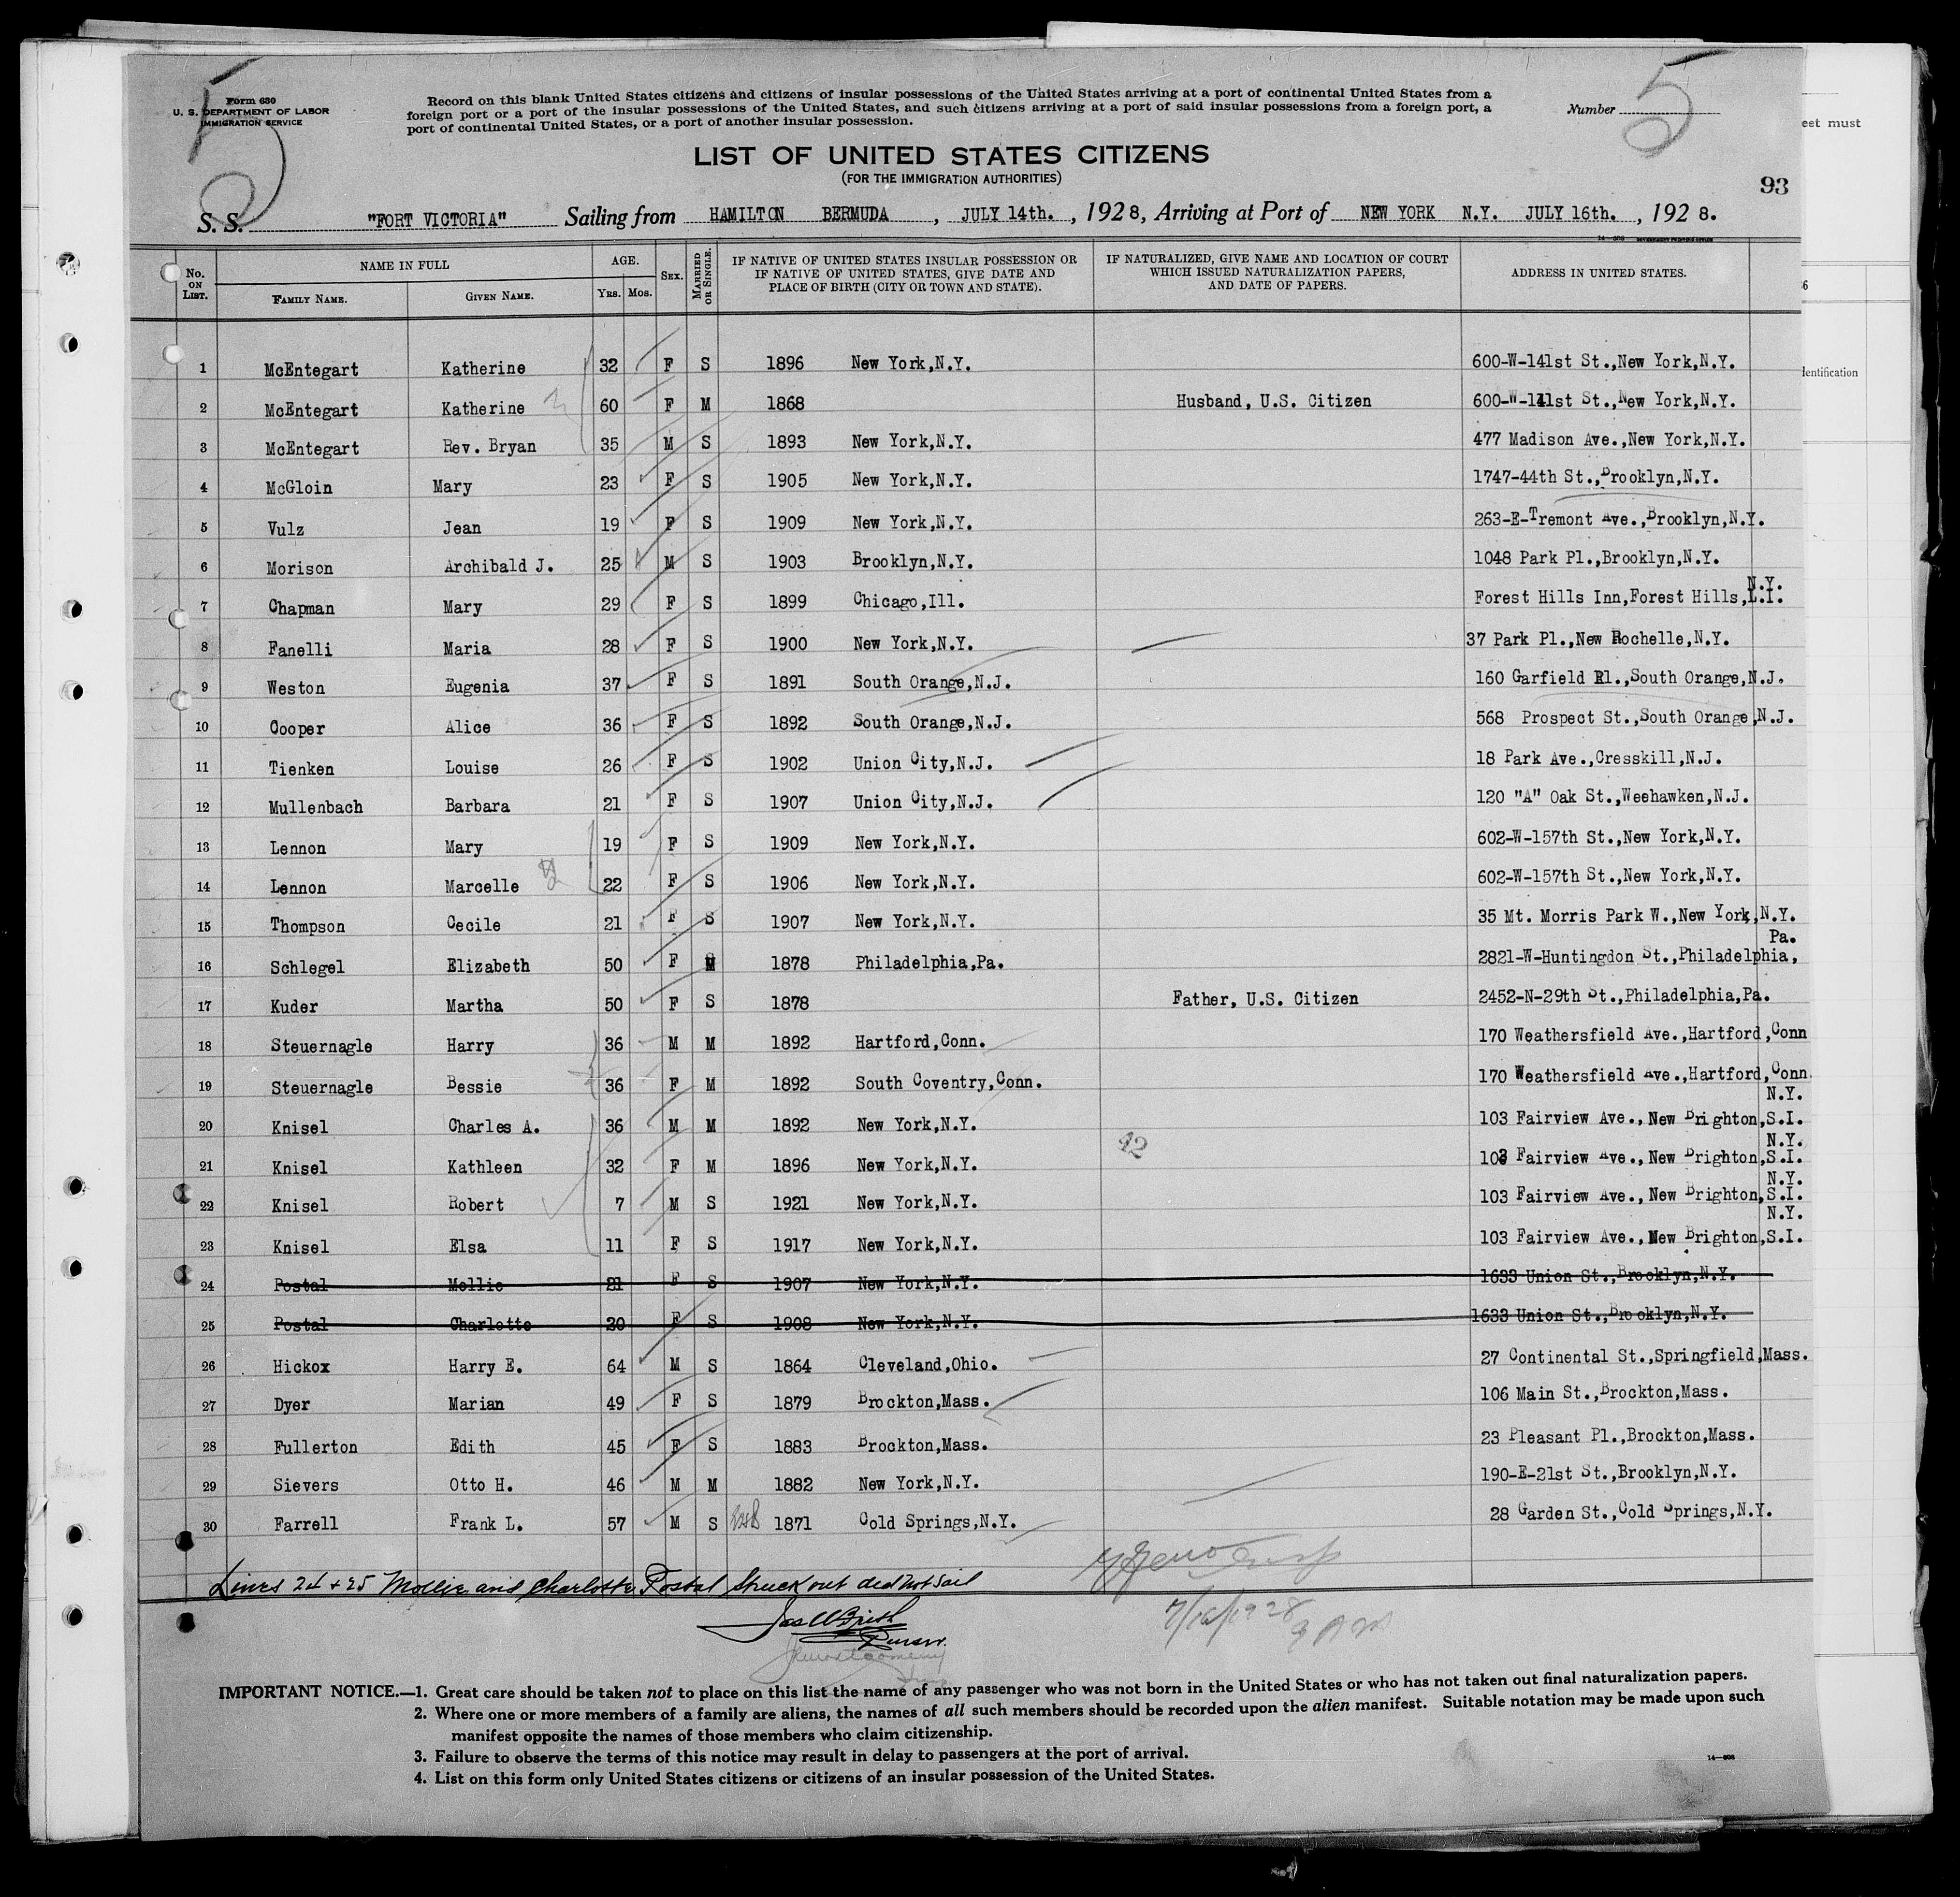 5
5
Form 630
U. S. DEPARTMENT OF LABOR
IMMIGRATION SERVICE
Record on this blank United States citizens and citizens of insular possessions of the United States arriving at a port of continental United States from a
foreign port or a port of the insular possessions of the United States, and such citizens arriving at a port of said insular possessions from a foreign port, a
port of continental United States, or a port of another insular possession.
Number
eet must
LIST OF UNITED STATES CITIZENS
(FOR THE IMMIGRATION AUTHORITIES)
93
S. S. "FORT VICTORIA" Sailing from HAMILTON BERMUDA, JULY 14th., 1928, Arriving at Port of NEW YORK N.Y. JULY 16th., 1928.
No. ON LIST. NAME IN FULL FAMILY NAME. GIVEN NAME. AGE. YRS. MOS. SEX. MARRIED OR SINGLE. IF NATIVE OF UNITED STATES INSULAR POSSESSION OR IF NATIVE OF UNITED STATES, GIVE DATE AND PLACE OF BIRTH (CITY OR TOWN AND STATE). IF NATURALIZED, GIVE NAME AND LOCATION OF COURT WHICH ISSUED NATURALIZATION PAPERS, AND DATE OF PAPERS. ADDRESS IN UNITED STATES.
1 McEntegart Katherine 32 F S 1896 New York,N.Y. 600-W-141st St.,New York,N.Y.
dentification
2 McEntegart Katherine 60 F M 1868 Husband, U.S. Citizen 600-W-141st St.,New York,N.Y.
3 McEntegart Rev. Bryan 35 M S 1893 New York,N.Y. 477 Madison Ave.,New York,N.Y.
4 McGloin Mary 23 F S 1905 New York,N.Y. 1747-44th St.,Brooklyn,N.Y.
5 Vulz Jean 19 F S 1909 New York,N.Y. 263-E-Tremont Ave.,Brooklyn,N.Y.
6 Morison Archibald J. 25 M S 1903 Brooklyn,N.Y. 1048 Park Pl.,Brooklyn,N.Y.
7 Chapman Mary 29 F S 1899 Chicago,Ill. Forest Hills Inn,Forest Hills,L.I. N.Y.
8 Fanelli Maria 28 F S 1900 New York,N.Y. 37 Park Pl.,New Rochelle,N.Y.
9 Weston Eugenia 37 F S 1891 South Orange,N.J. 160 Garfield Pl.,South Orange,N.J.
10 Cooper Alice 36 F S 1892 South Orange,N.J. 568 Prospect St.,South Orange,N.J.
11 Tienken Louise 26 F S 1902 Union City,N.J. 18 Park Ave.,Cresskill,N.J.
12 Mullenbach Barbara 21 F S 1907 Union City,N.J. 120 "A" Oak St.,Weehawken,N.J.
13 Lennon Mary 19 F S 1909 New York,N.Y. 602-W-157th St.,New York,N.Y.
14 Lennon Marcelle 22 F S 1906 New York,N.Y. 602-W-157th St.,New York,N.Y.
15 Thompson Cecile 21 F S 1907 New York,N.Y. 35 Mt. Morris Park W.,New York,N.Y.
16 Schlegel Elizabeth 50 F M 1878 Philadelphia,Pa. 2821-W-Huntingdon St.,Philadelphia, Pa.
17 Kuder Martha 50 F S 1878 Father, U.S. Citizen 2452-N-29th St.,Philadelphia,Pa.
18 Steuernagle Harry 36 M M 1892 Hartford,Conn. 170 Weathersfield Ave.,Hartford,Conn
19 Steuernagle Bessie 36 F M 1892 South Coventry,Conn. 170 Weathersfield Ave.,Hartford,Conn.
20 Knisel Charles A. 36 M M 1892 New York,N.Y. 103 Fairview Ave., New Brighton,S.I. N.Y.
42
21 Knisel Kathleen 32 F M 1896 New York,N.Y. 103 Fairview Ave., New Brighton,S.I. N.Y.
22 Knisel Robert 7 M S 1921 New York,N.Y. 103 Fairview Ave., New Brighton,S.I. N.Y.
23 Knisel Elsa 11 F S 1917 New York,N.Y. 103 Fairview Ave., New Brighton,S.I. N.Y.
24 Postal Mollie 21 F S 1907 New York,N.Y. 1633 Union St.,Brooklyn,N.Y.
25 Postal Charlotte 20 F S 1908 New York,N.Y. 1633 Union St.,Brooklyn,N.Y.
26 Hickox Harry E. 64 M S 1864 Cleveland,Ohio. 27 Continental St.,Springfield,Mass.
27 Dyer Marian 49 F S 1879 Brockton,Mass. 106 Main St.,Brockton,Mass.
28 Fullerton Edith 45 F S 1883 Brockton,Mass. 23 Pleasant Pl.,Brockton,Mass.
29 Sievers Otto H. 46 M M 1882 New York,N.Y. 190-E-21st St.,Brooklyn,N.Y.
30 Farrell Frank L. 57 M S 1871 Cold Springs,N.Y. 28 Garden St.,Cold Springs,N.Y.
Lines 24 + 25 Mollie and Charlotte Postal Struck out did not sail
Purser.
7/16/1928
IMPORTANT NOTICE.—1. Great care should be taken not to place on this list the name of any passenger who was not born in the United States or who has not taken out final naturalization papers.
2. Where one or more members of a family are aliens, the names of all such members should be recorded upon the alien manifest. Suitable notation may be made upon such
manifest opposite the names of those members who claim citizenship.
3. Failure to observe the terms of this notice may result in delay to passengers at the port of arrival.
4. List on this form only United States citizens or citizens of an insular possession of the United States.